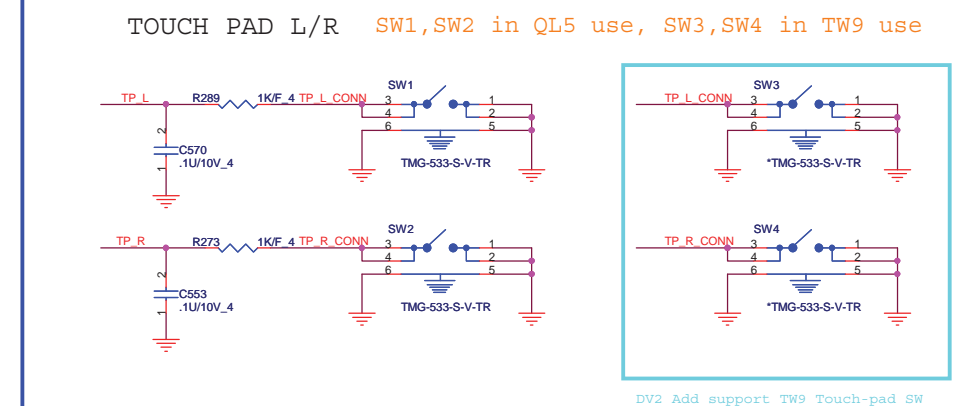 TOUCH PAD L/R SW1,SW2 in QL5 use, SW3,SW4 in TW9 use
SW1
TP_L R289 1K/F_4 TP_L_CONN 3 1
4 2
6 5
2
C570
.1U/10V_4
1
TMG-533-S-V-TR
SW3
TP_L_CONN 3 1
4 2
6 5
*TMG-533-S-V-TR
SW2
TP_R R273 1K/F_4 TP_R_CONN 3 1
4 2
6 5
2
C553
.1U/10V_4
1
TMG-533-S-V-TR
SW4
TP_R_CONN 3 1
4 2
6 5
*TMG-533-S-V-TR
DV2 Add support TW9 Touch-pad SW